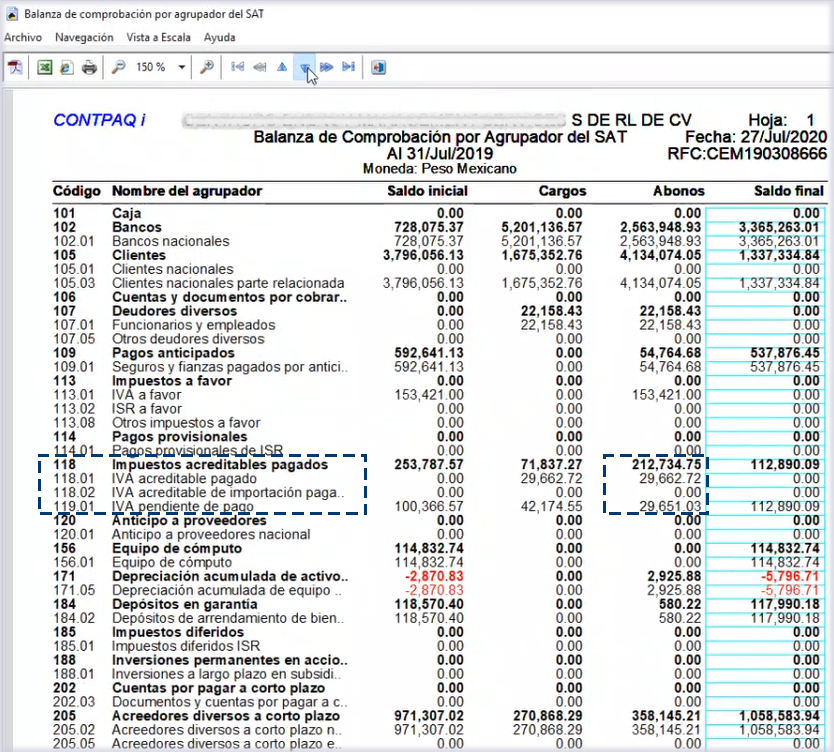 Balanza de comprobación por agrupador del SAT
Archivo Navegación Vista a Escala Ayuda
150 %
CONTPAQ i S DE RL DE CV Hoja: 1
Balanza de Comprobación por Agrupador del SAT Fecha: 27/Jul/2020
Al 31/Jul/2019 RFC:CEM190308666
Moneda: Peso Mexicano
Código Nombre del agrupador Saldo inicial Cargos Abonos Saldo final
101 Caja 0.00 0.00 0.00 0.00
102 Bancos 728,075.37 5,201,136.57 2,563,948.93 3,365,263.01
102.01 Bancos nacionales 728,075.37 5,201,136.57 2,563,948.93 3,365,263.01
105 Clientes 3,796,056.13 1,675,352.76 4,134,074.05 1,337,334.84
105.01 Clientes nacionales 0.00 0.00 0.00 0.00
105.03 Clientes nacionales parte relacionada 3,796,056.13 1,675,352.76 4,134,074.05 1,337,334.84
106 Cuentas y documentos por cobrar.. 0.00 0.00 0.00 0.00
107 Deudores diversos 0.00 22,158.43 22,158.43 0.00
107.01 Funcionarios y empleados 0.00 22,158.43 22,158.43 0.00
107.05 Otros deudores diversos 0.00 0.00 0.00 0.00
109 Pagos anticipados 592,641.13 0.00 54,764.68 537,876.45
109.01 Seguros y fianzas pagados por antici.. 592,641.13 0.00 54,764.68 537,876.45
113 Impuestos a favor 0.00 0.00 0.00 0.00
113.01 IVA a favor 153,421.00 0.00 153,421.00 0.00
113.02 ISR a favor 0.00 0.00 0.00 0.00
113.08 Otros impuestos a favor 0.00 0.00 0.00 0.00
114 Pagos provisionales 0.00 0.00 0.00 0.00
114.01 Pagos provisionales de ISR 0.00 0.00 0.00 0.00
118 Impuestos acreditables pagados 253,787.57 71,837.27 212,734.75 112,890.09
118.01 IVA acreditable pagado 0.00 29,662.72 29,662.72 0.00
118.02 IVA acreditable de importación paga.. 0.00 0.00 0.00 0.00
119.01 IVA pendiente de pago 100,366.57 42,174.55 29,651.03 112,890.09
120 Anticipo a proveedores 0.00 0.00 0.00 0.00
120.01 Anticipo a proveedores nacional 0.00 0.00 0.00 0.00
156 Equipo de cómputo 114,832.74 0.00 0.00 114,832.74
156.01 Equipo de cómputo 114,832.74 0.00 0.00 114,832.74
171 Depreciación acumulada de activo.. -2,870.83 0.00 2,925.88 -5,796.71
171.05 Depreciación acumulada de equipo .. -2,870.83 0.00 2,925.88 -5,796.71
184 Depósitos en garantía 118,570.40 0.00 580.22 117,990.18
184.02 Depósitos de arrendamiento de bien.. 118,570.40 0.00 580.22 117,990.18
185 Impuestos diferidos 0.00 0.00 0.00 0.00
185.01 Impuestos diferidos ISR 0.00 0.00 0.00 0.00
188 Inversiones permanentes en accio.. 0.00 0.00 0.00 0.00
188.01 Inversiones a largo plazo en subsidi.. 0.00 0.00 0.00 0.00
202 Cuentas por pagar a corto plazo 0.00 0.00 0.00 0.00
202.03 Documentos y cuentas por pagar a c.. 0.00 0.00 0.00 0.00
205 Acreedores diversos a corto plazo 971,307.02 270,868.29 358,145.21 1,058,583.94
205.02 Acreedores diversos a corto plazo n.. 971,307.02 270,868.29 358,145.21 1,058,583.94
205.05 Acreedores diversos a corto plazo e.. 0.00 0.00 0.00 0.00